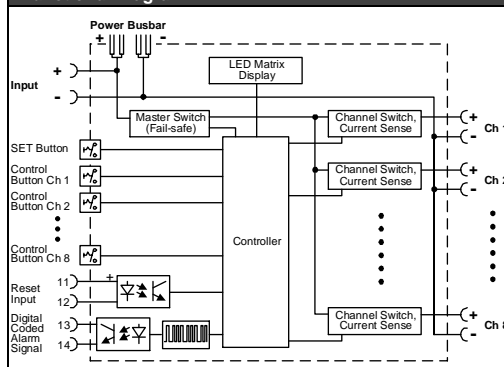 Power Busbar
+ -
LED Matrix
Display
Input
+
-
Master Switch
(Fail-safe)
Channel Switch,
Current Sense
+
-
Ch
SET Button
Control
Button Ch 1
Control
Button Ch 2
Channel Switch,
Current Sense
+
-
Ch
Controller
Control
Button Ch 8
Reset
Input
11
12
+
Digital
Coded
Alarm
Signal
13
14
Channel Switch,
Current Sense
+
-
Ch